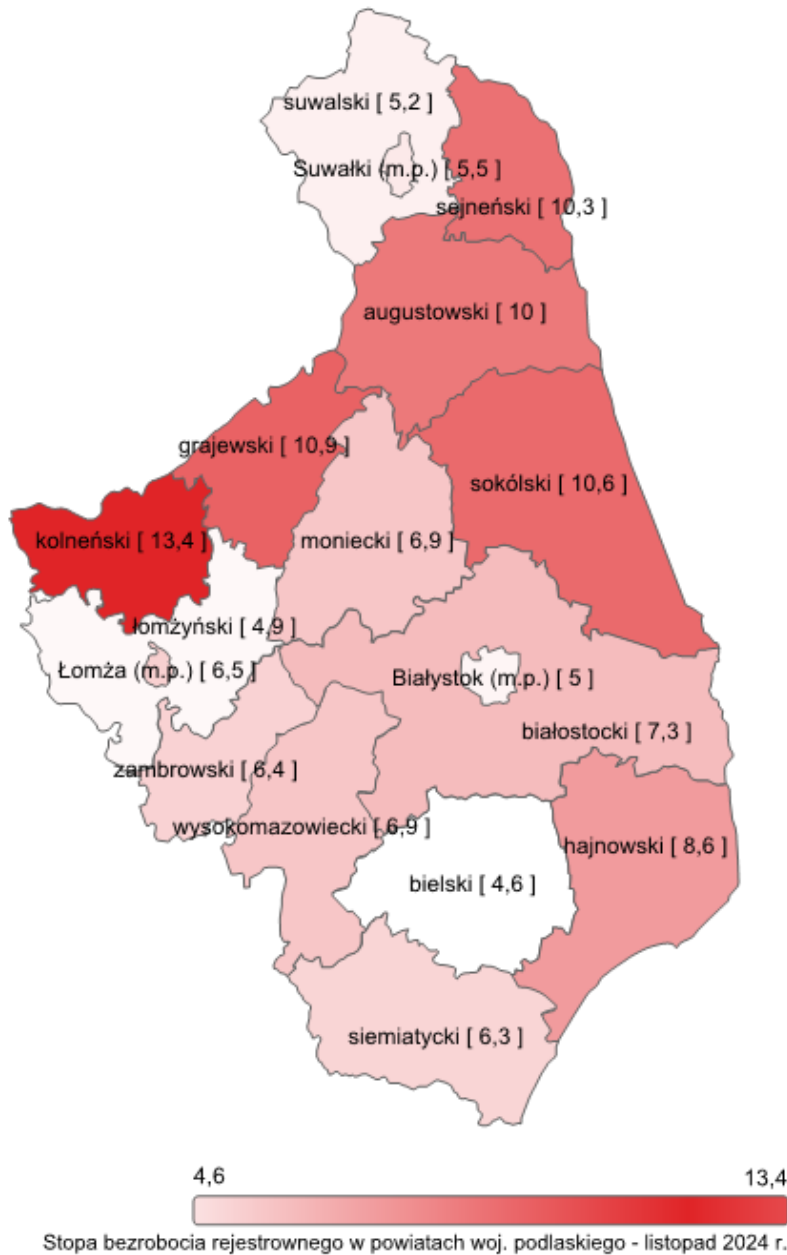 suwalski [ 5,2 ]
Suwałki (m.p.) [ 5,5 ]
sejneński [ 10,3 ]
augustowski [ 10 ]
grajewski [ 10,9 ]
sokólski [ 10,6 ]
kolneński [ 13,4 ]
moniecki [ 6,9 ]
łomżyński [ 4,9 ]
Łomża (m.p.) [ 6,5 ]
Białystok (m.p.) [ 5 ]
białostocki [ 7,3 ]
zambrowski [ 6,4 ]
wysokomazowiecki [ 6,9 ]
hajnowski [ 8,6 ]
bielski [ 4,6 ]
siemiatycki [ 6,3 ]
4,6
13,4
Stopa bezrobocia rejestrownego w powiatach woj. podlaskiego - listopad 2024 r.